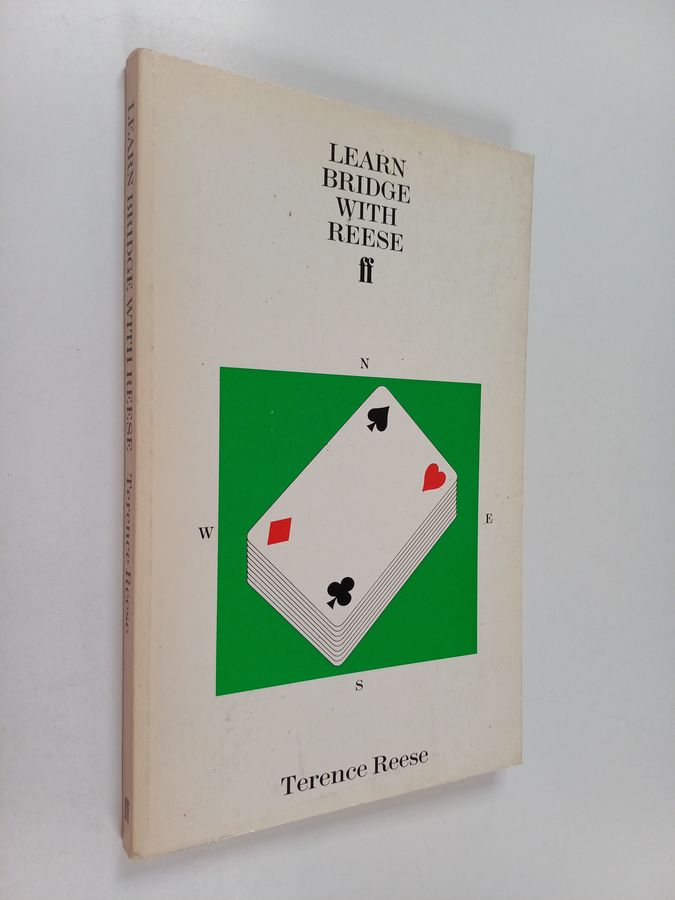 LEARN
BRIDGE
WITH
REESE
ff
N
W
E
S
Terence Reese
LEARN BRIDGE WITH REESE Terence Reese